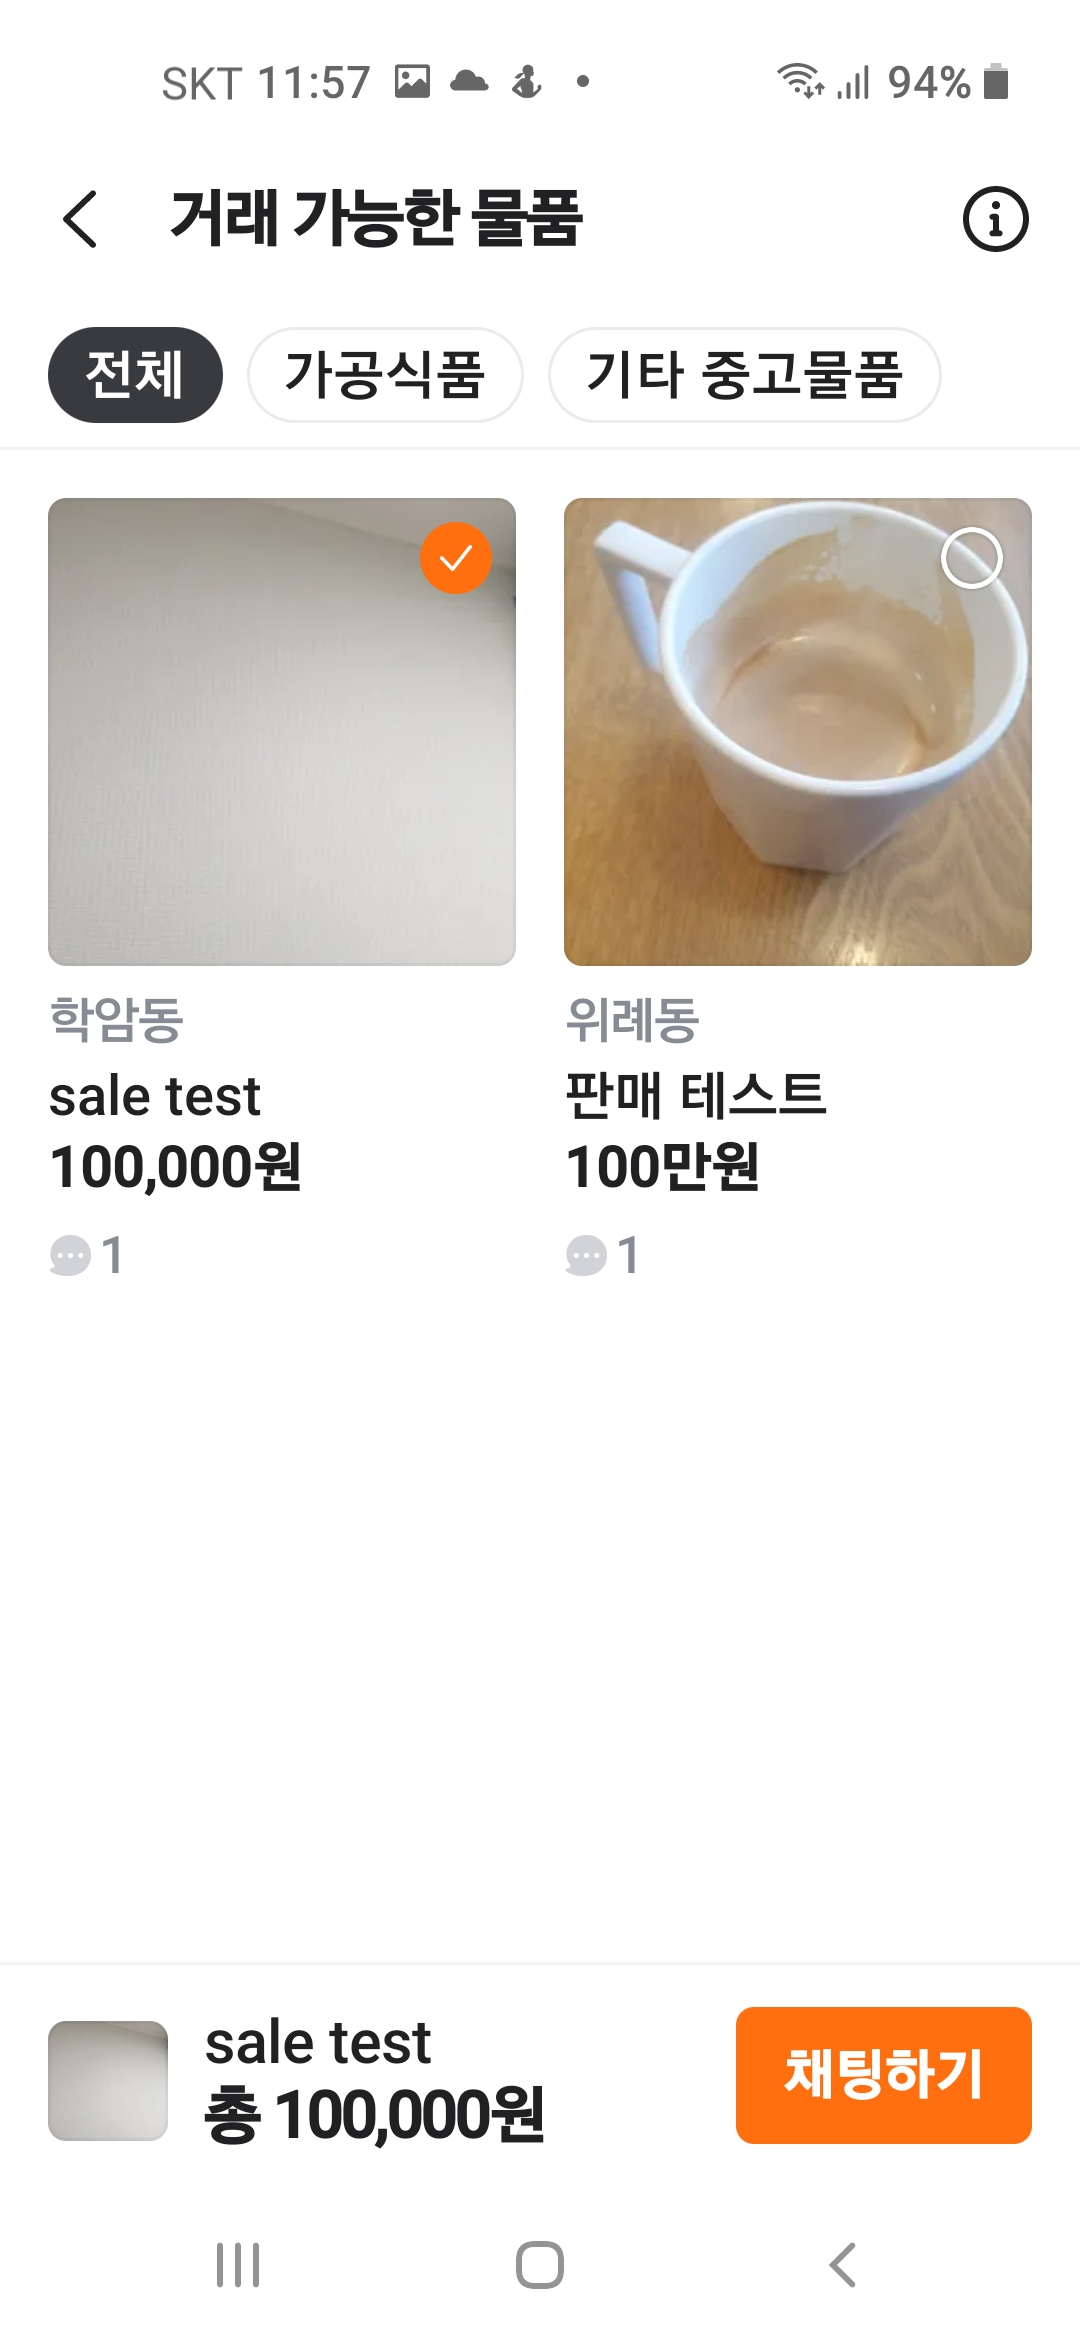 SKT 11:57 94%
거래 가능한 물품
전체 가공식품 기타 중고물품
학암동
sale test
100,000원
1
위례동
판매 테스트
100만원
1
sale test
총 100,000원
채팅하기